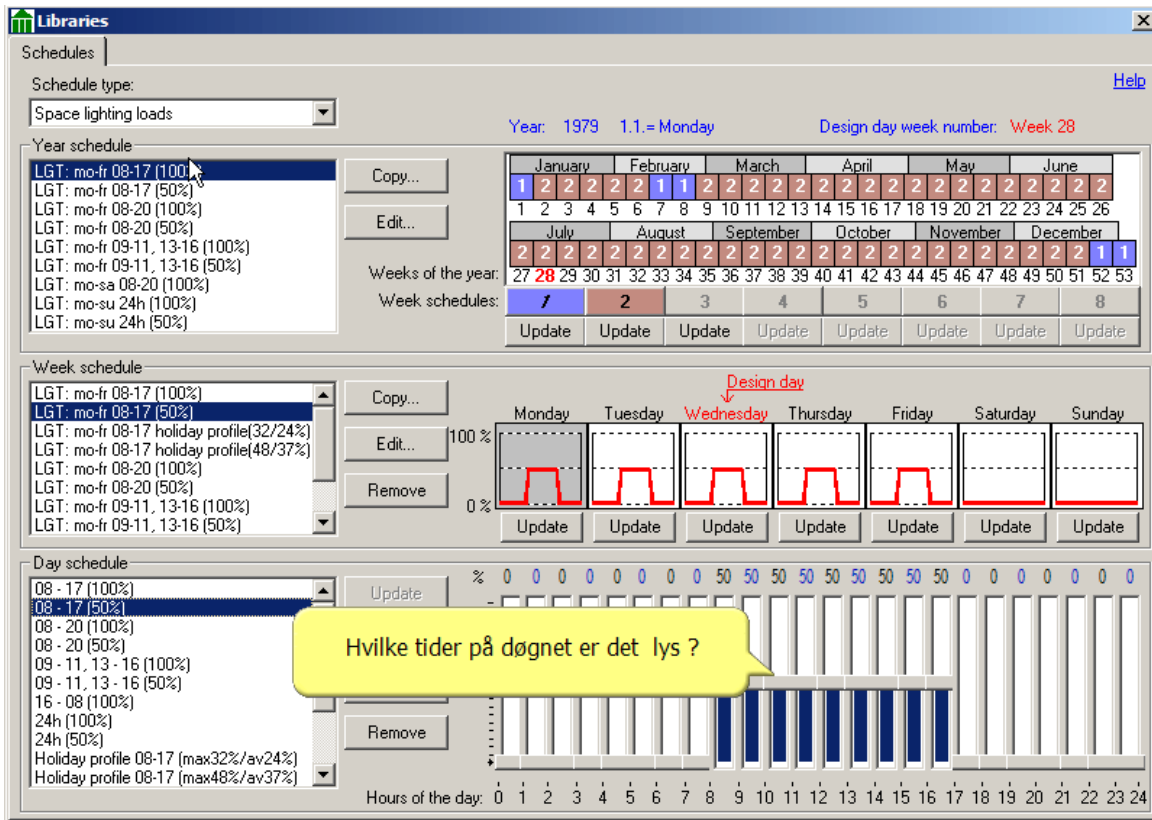 Libraries
Schedules
Help
Schedule type:
Space lighting loads
Year: 1979 1.1.= Monday Design day week number: Week 28
Year schedule
LGT: mo-fr 08-17 (100%)
LGT: mo-fr 08-17 (50%)
LGT: mo-fr 08-20 (100%)
LGT: mo-fr 08-20 (50%)
LGT: mo-fr 09-11, 13-16 (100%)
LGT: mo-fr 09-11, 13-16 (50%)
LGT: mo-sa 08-20 (100%)
LGT: mo-su 24h (100%)
LGT: mo-su 24h (50%)
Copy...
Edit...
January February March April May June
1 2 2 2 2 2 1 1 2 2 2 2 2 2 2 2 2 2 2 2 2 2 2 2 2 2
1 2 3 4 5 6 7 8 9 10 11 12 13 14 15 16 17 18 19 20 21 22 23 24 25 26
July August September October November December
2 2 2 2 2 2 2 2 2 2 2 2 2 2 2 2 2 2 2 2 2 2 2 2 2 1 1
Weeks of the year: 27 28 29 30 31 32 33 34 35 36 37 38 39 40 41 42 43 44 45 46 47 48 49 50 51 52 53
Week schedules: 1 2 3 4 5 6 7 8
Update Update Update Update Update Update Update Update
Week schedule
LGT: mo-fr 08-17 (100%)
LGT: mo-fr 08-17 (50%)
LGT: mo-fr 08-17 holiday profile(32/24%)
LGT: mo-fr 08-17 holiday profile(48/37%)
LGT: mo-fr 08-20 (100%)
LGT: mo-fr 08-20 (50%)
LGT: mo-fr 09-11, 13-16 (100%)
LGT: mo-fr 09-11, 13-16 (50%)
Copy...
Edit...
Remove
Design day
Monday Tuesday Wednesday Thursday Friday Saturday Sunday
100 %
0 %
Update Update Update Update Update Update Update
Day schedule
08 - 17 (100%)
08 - 17 (50%)
08 - 20 (100%)
08 - 20 (50%)
09 - 11, 13 - 16 (100%)
09 - 11, 13 - 16 (50%)
16 - 08 (100%)
24h (100%)
24h (50%)
Holiday profile 08-17 (max32%/av24%)
Holiday profile 08-17 (max48%/av37%)
Update
Remove
% 0 0 0 0 0 0 0 0 50 50 50 50 50 50 50 50 50 0 0 0 0 0 0 0
Hvilke tider på døgnet er det lys ?
Hours of the day: 0 1 2 3 4 5 6 7 8 9 10 11 12 13 14 15 16 17 18 19 20 21 22 23 24